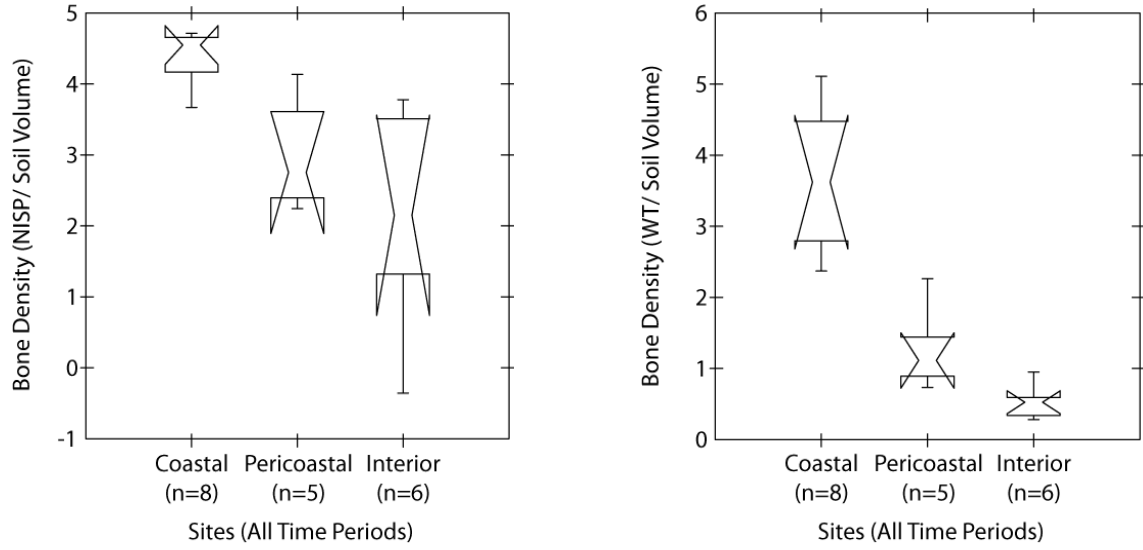 Bone Density (NISP/ Soil Volume)
5
4
3
2
1
0
-1
Coastal Pericoastal Interior
(n=8) (n=5) (n=6)
Sites (All Time Periods)
Bone Density (WT/ Soil Volume)
6
5
4
3
2
1
0
Coastal Pericoastal Interior
(n=8) (n=5) (n=6)
Sites (All Time Periods)